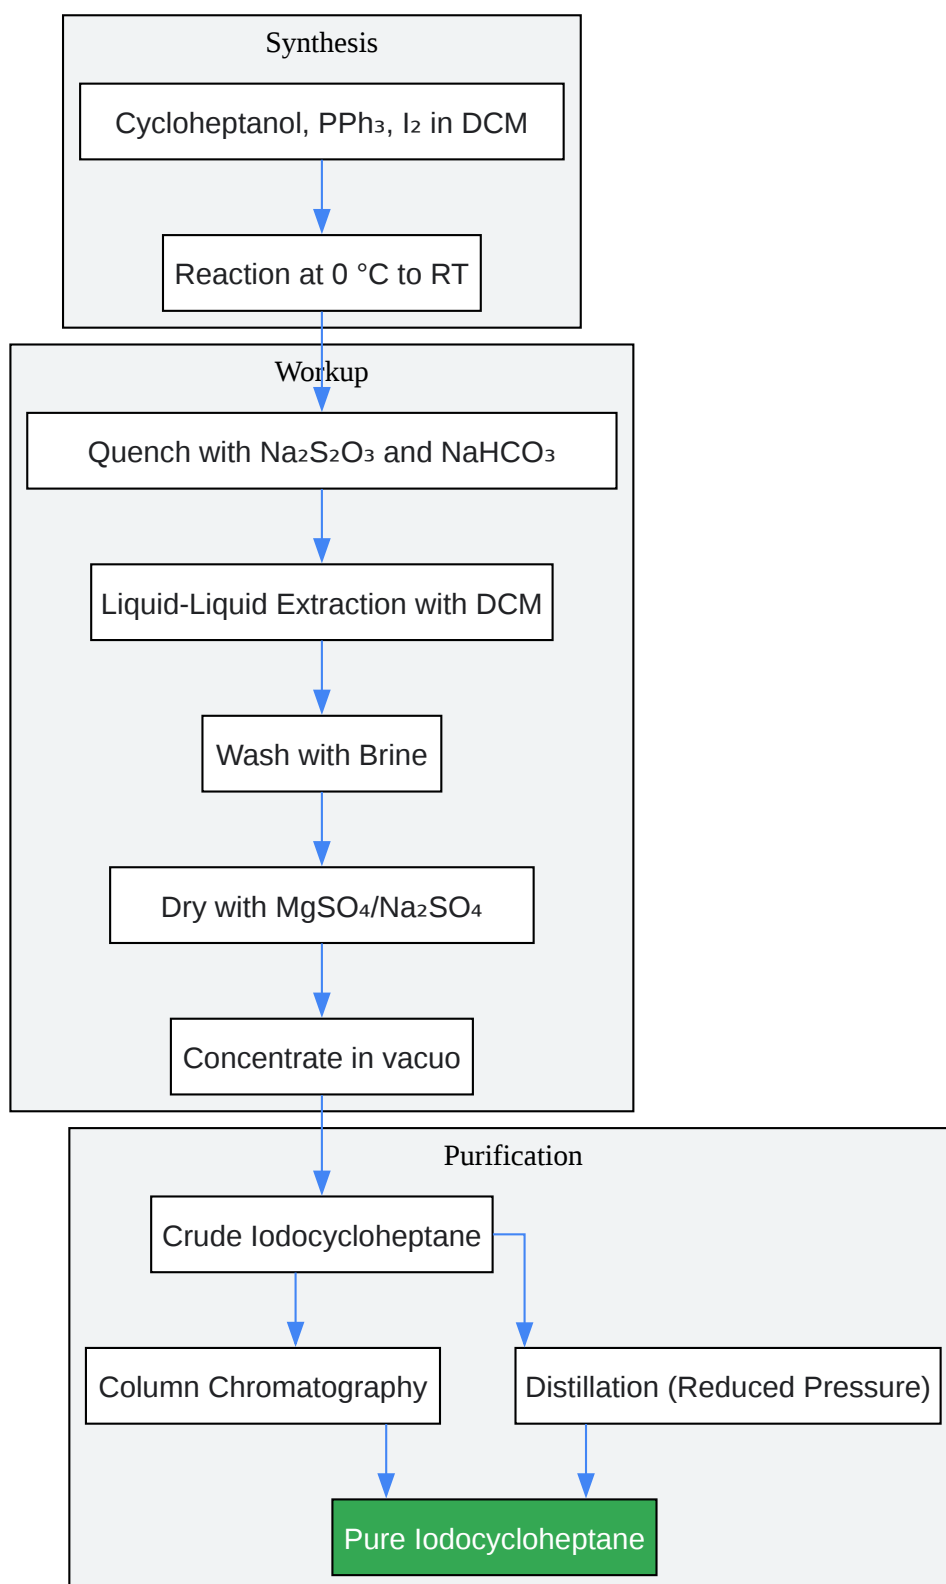 Synthesis
Cycloheptanol, PPh₃, I₂ in DCM
Reaction at 0 °C to RT
Workup
Quench with Na₂S₂O₃ and NaHCO₃
Liquid-Liquid Extraction with DCM
Wash with Brine
Dry with MgSO₄/Na₂SO₄
Concentrate in vacuo
Purification
Crude Iodocycloheptane
Column Chromatography
Distillation (Reduced Pressure)
Pure Iodocycloheptane